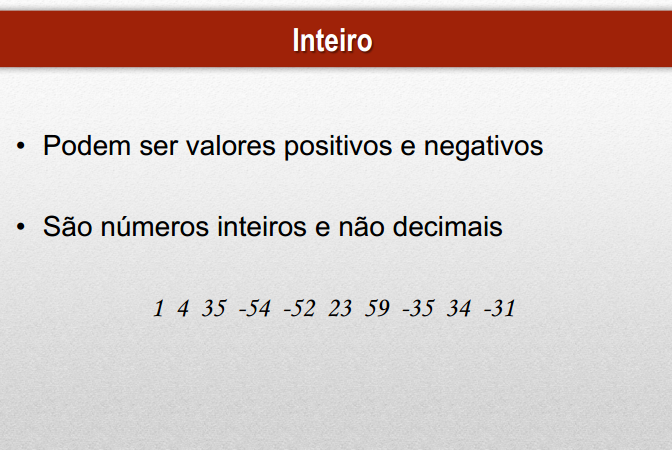 Inteiro
• Podem ser valores positivos e negativos
• São números inteiros e não decimais
1 4 35 -54 -52 23 59 -35 34 -31